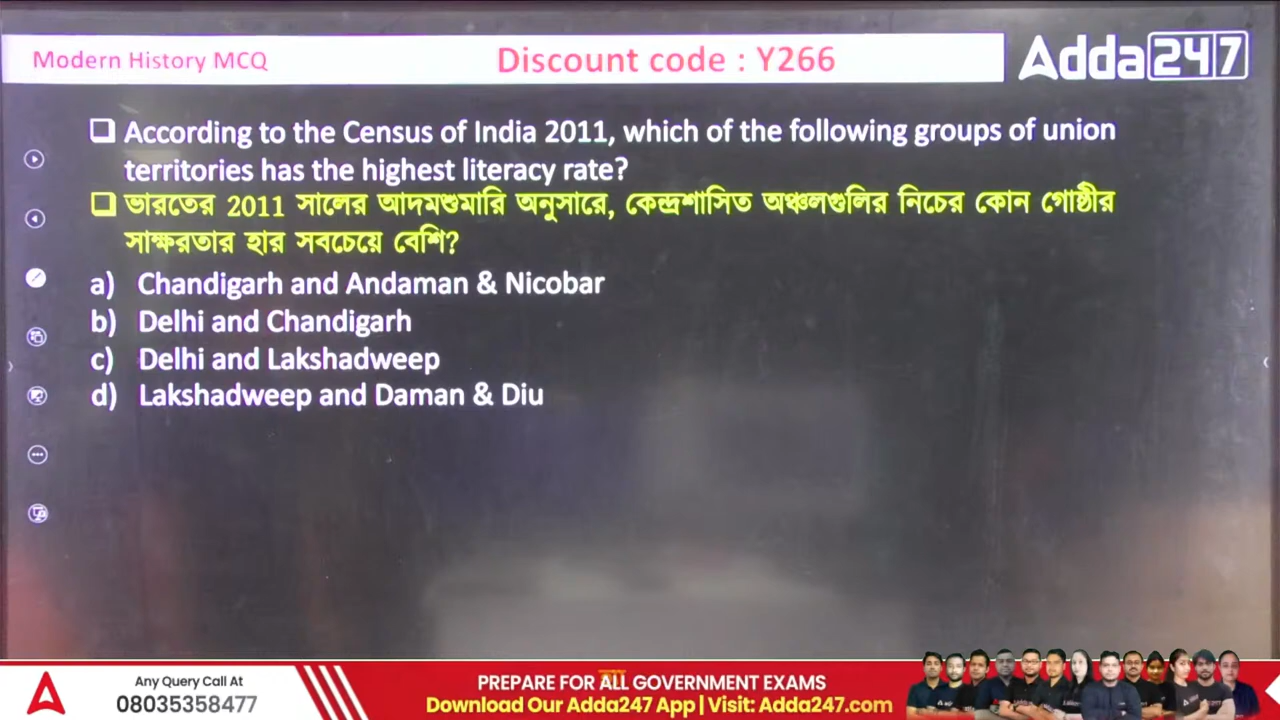 Modern History MCQ
Discount code : Y266
Adda247
According to the Census of India 2011, which of the following groups of union
territories has the highest literacy rate?
ভারতের 2011 সালের আদমশুমারি অনুসারে, কেন্দ্রশাসিত অঞ্চলগুলির নিচের কোন গোষ্ঠীর
সাক্ষরতার হার সবচেয়ে বেশি?
a) Chandigarh and Andaman & Nicobar
b) Delhi and Chandigarh
c) Delhi and Lakshadweep
d) Lakshadweep and Daman & Diu
Any Query Call At
08035358477
PREPARE FOR ALL GOVERNMENT EXAMS
Download Our Adda247 App | Visit: Adda247.com